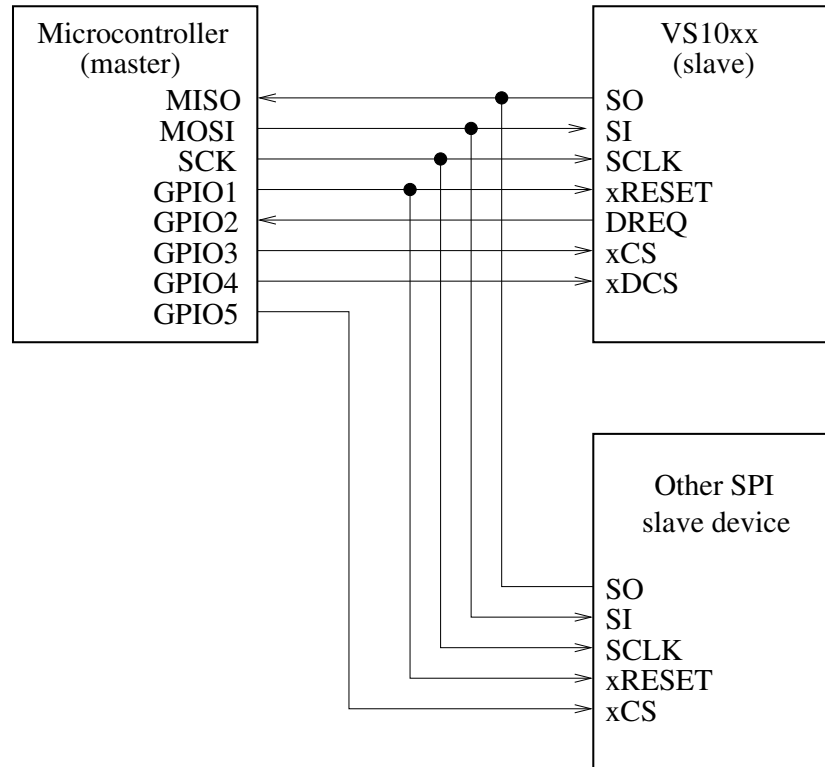 Microcontroller
(master)
MISO
MOSI
SCK
GPIO1
GPIO2
GPIO3
GPIO4
GPIO5
VS10xx
(slave)
SO
SI
SCLK
xRESET
DREQ
xCS
xDCS
Other SPI
slave device
SO
SI
SCLK
xRESET
xCS